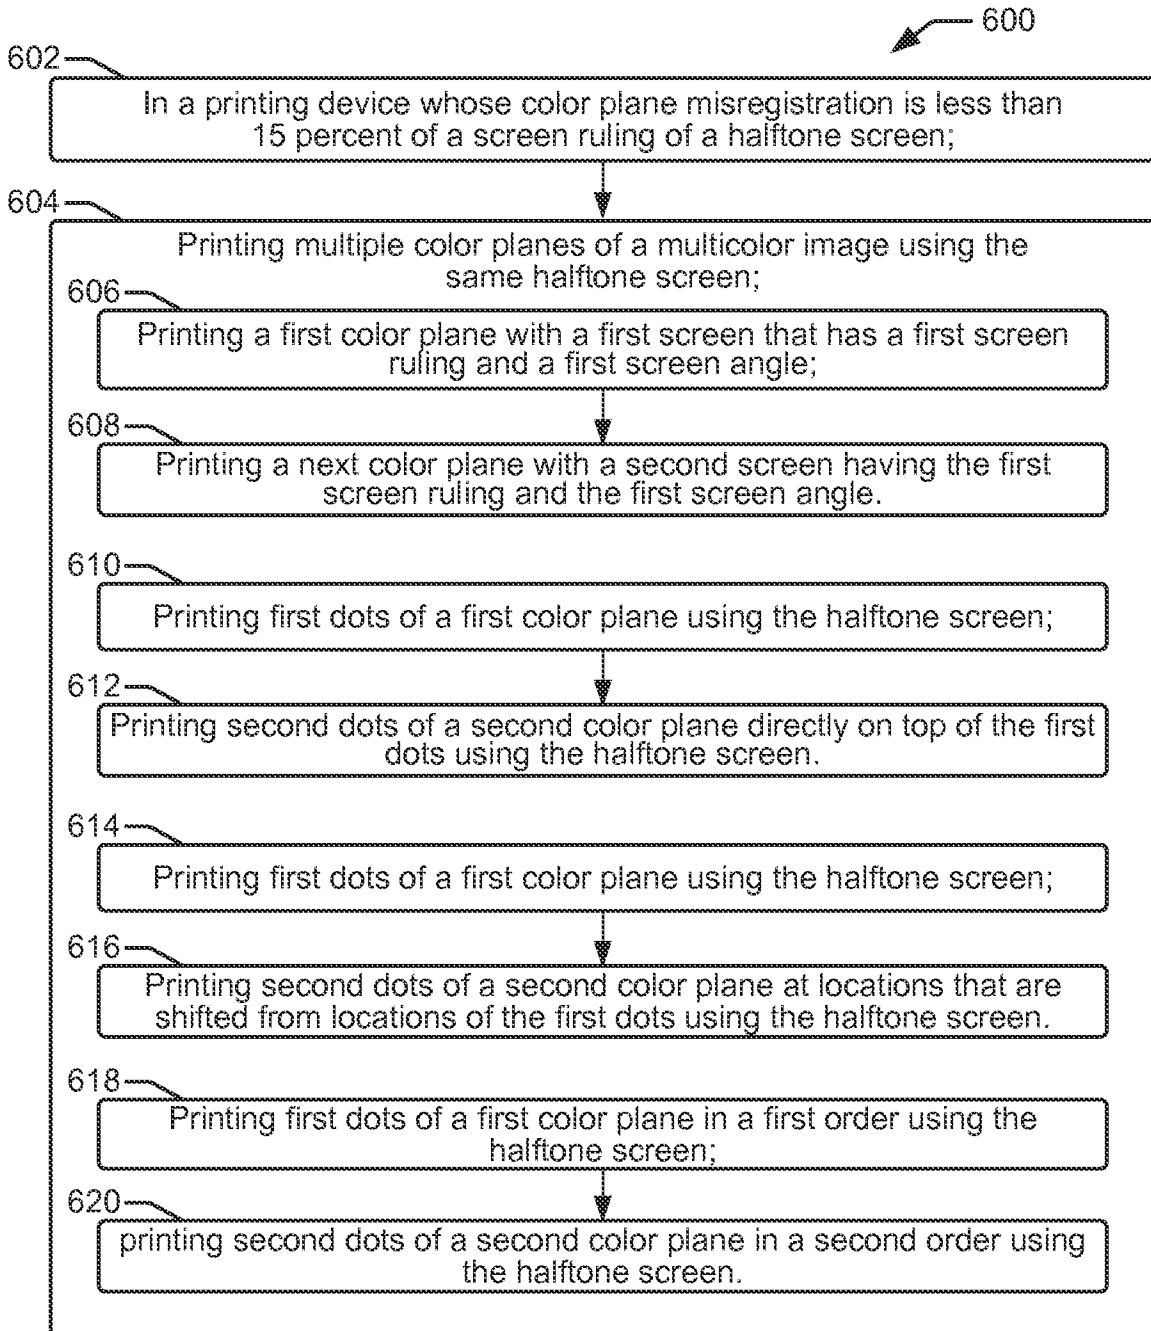 600
602
In a printing device whose color plane misregistration is less than
15 percent of a screen ruling of a halftone screen;
604
Printing multiple color planes of a multicolor image using the
same halftone screen;
606
Printing a first color plane with a first screen that has a first screen
ruling and a first screen angle;
608
Printing a next color plane with a second screen having the first
screen ruling and the first screen angle.
610
Printing first dots of a first color plane using the halftone screen;
612
Printing second dots of a second color plane directly on top of the first
dots using the halftone screen.
614
Printing first dots of a first color plane using the halftone screen;
616
Printing second dots of a second color plane at locations that are
shifted from locations of the first dots using the halftone screen.
618
Printing first dots of a first color plane in a first order using the
halftone screen;
620
printing second dots of a second color plane in a second order using
the halftone screen.